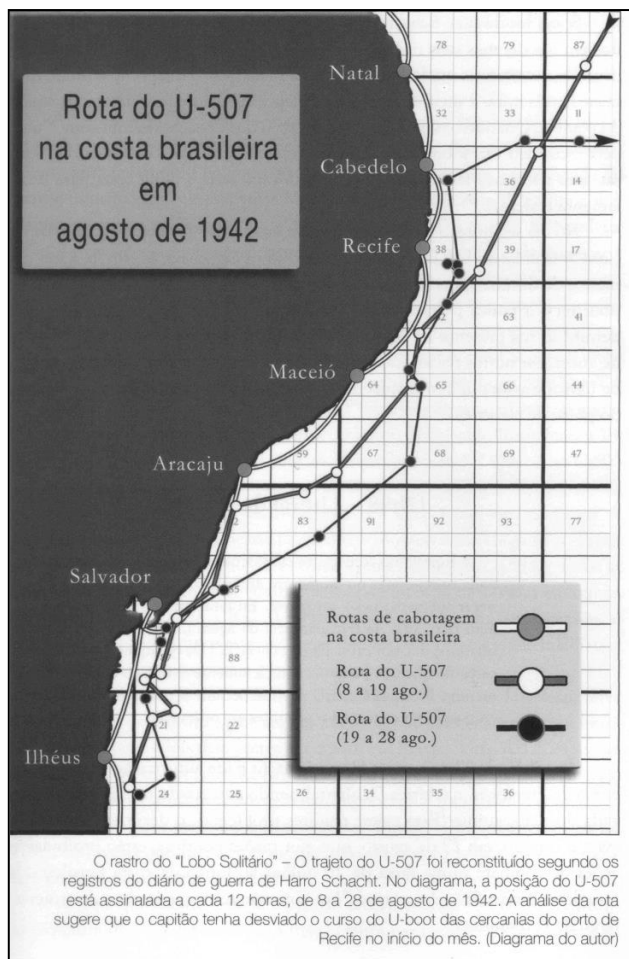 Rota do U-507
na costa brasileira
em
agosto de 1942
78 79 87
Natal
32 33 11
Cabedelo
36 14
Recife
38 39 17
63 41
Maceió
64 65 66 44
59 67 68 69 47
Aracaju
83 91 92 93 77
Salvador
88
21 22
Ilhéus
24 25 26 34 35 36
Rotas de cabotagem
na costa brasileira
Rota do U-507
(8 a 19 ago.)
Rota do U-507
(19 a 28 ago.)
O rastro do “Lobo Solitário” – O trajeto do U-507 foi reconstituído segundo os
registros do diário de guerra de Harro Schacht. No diagrama, a posição do U-507
está assinalada a cada 12 horas, de 8 a 28 de agosto de 1942. A análise da rota
sugere que o capitão tenha desviado o curso do U-boot das cercanias do porto de
Recife no início do mês. (Diagrama do autor)